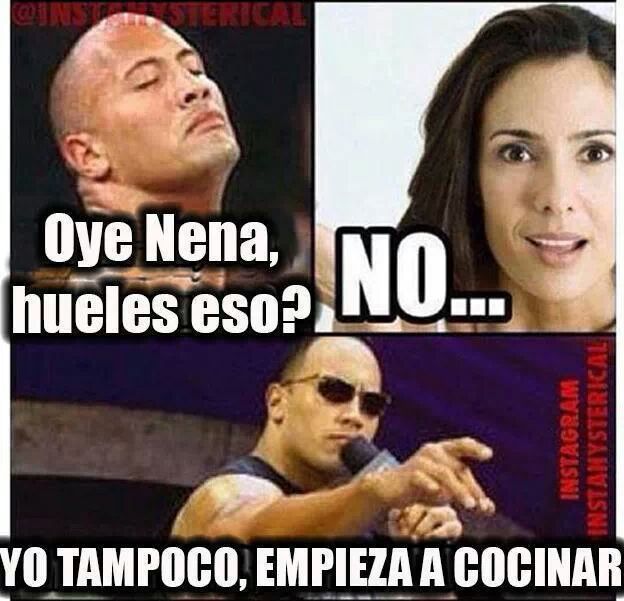 @INSTAHYSTERICAL
Oye Nena,
hueles eso?
NO...
INSTAGRAM
INSTAHYSTERICAL
YO TAMPOCO, EMPIEZA A COCINAR